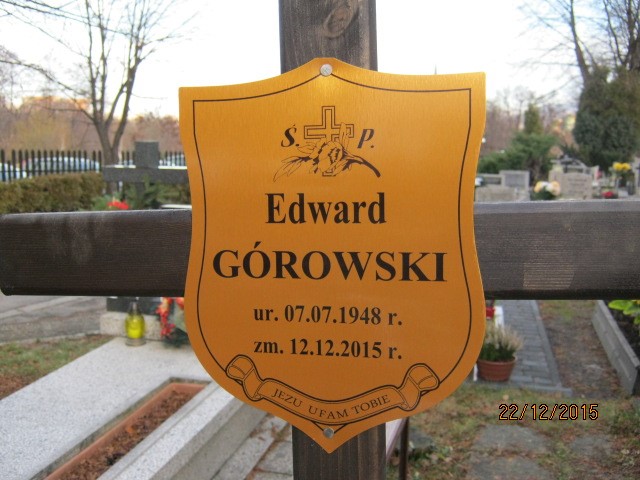 Ś. P.
Edward
GÓROWSKI
ur. 07.07.1948 r.
zm. 12.12.2015 r.
JEZU UFAM TOBIE
22/12/2015